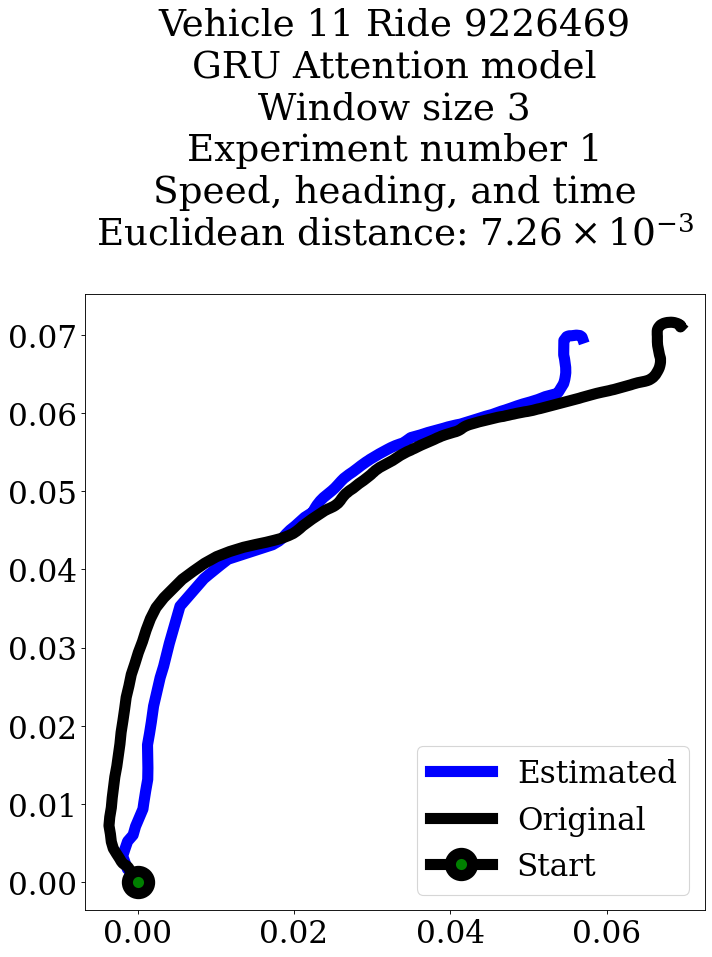 Vehicle 11 Ride 9226469
GRU Attention model
Window size 3
Experiment number 1
Speed, heading, and time
Euclidean distance: 7.26 × 10⁻³
0.07
0.06
0.05
0.04
0.03
0.02
0.01
0.00
Estimated
Original
Start
0.00 0.02 0.04 0.06